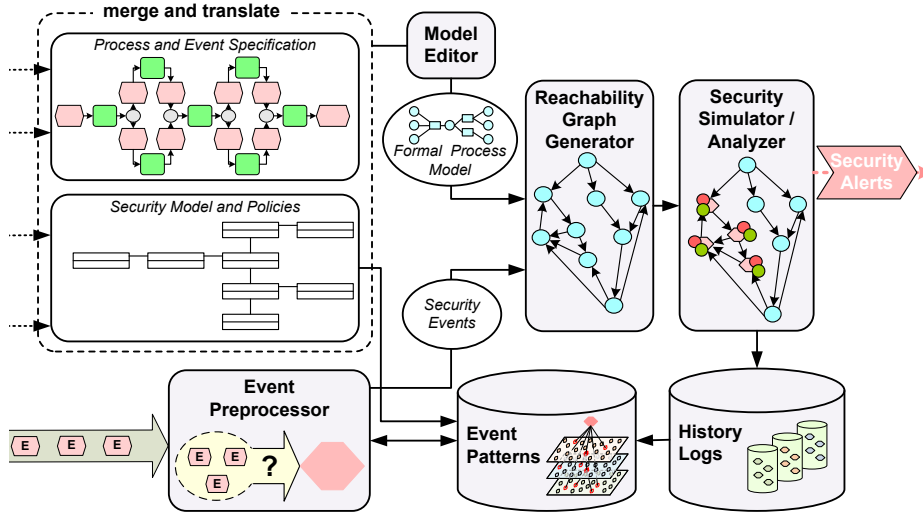 merge and translate
Process and Event Specification
Security Model and Policies
Model
Editor
Formal Process
Model
Security
Events
Reachability
Graph
Generator
Security
Simulator /
Analyzer
Security
Alerts
Event
Preprocessor
E E E
E E
E
?
Event
Patterns
History
Logs